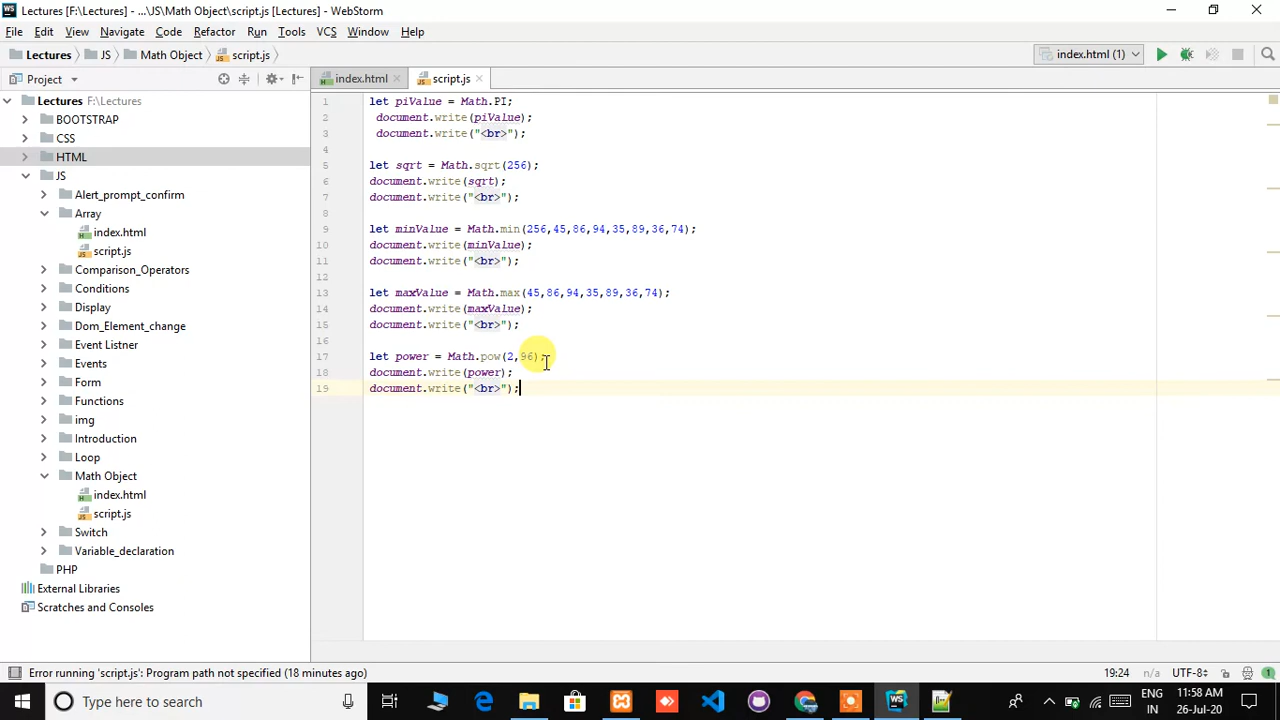 Lectures [F:\Lectures] - ...\JS\Math Object\script.js [Lectures] - WebStorm
File Edit View Navigate Code Refactor Run Tools VCS Window Help
Lectures JS Math Object script.js index.html (1)
Project index.html script.js
Lectures F:\Lectures
BOOTSTRAP
CSS
HTML
JS
Alert_prompt_confirm
Array
index.html
script.js
Comparison_Operators
Conditions
Display
Dom_Element_change
Event Listner
Events
Form
Functions
img
Introduction
Loop
Math Object
index.html
script.js
Switch
Variable_declaration
PHP
External Libraries
Scratches and Consoles
1 let piValue = Math.PI;
2 document.write(piValue);
3 document.write("<br>");
4
5 let sqrt = Math.sqrt(256);
6 document.write(sqrt);
7 document.write("<br>");
8
9 let minValue = Math.min(256,45,86,94,35,89,36,74);
10 document.write(minValue);
11 document.write("<br>");
12
13 let maxValue = Math.max(45,86,94,35,89,36,74);
14 document.write(maxValue);
15 document.write("<br>");
16
17 let power = Math.pow(2,96);
18 document.write(power);
19 document.write("<br>");
Error running 'script.js': Program path not specified (18 minutes ago) 19:24 n/a UTF-8 1
Type here to search
ENG 11:58 AM
IN 26-Jul-20